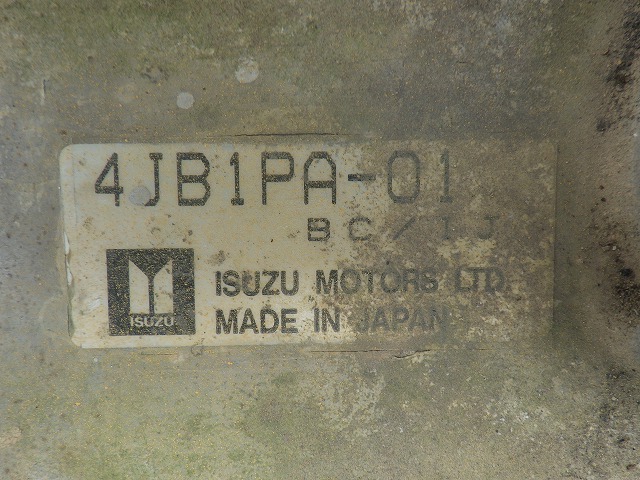 4JB1PA-01
BC/1J
ISUZU
ISUZU MOTORS LTD.
MADE IN JAPAN